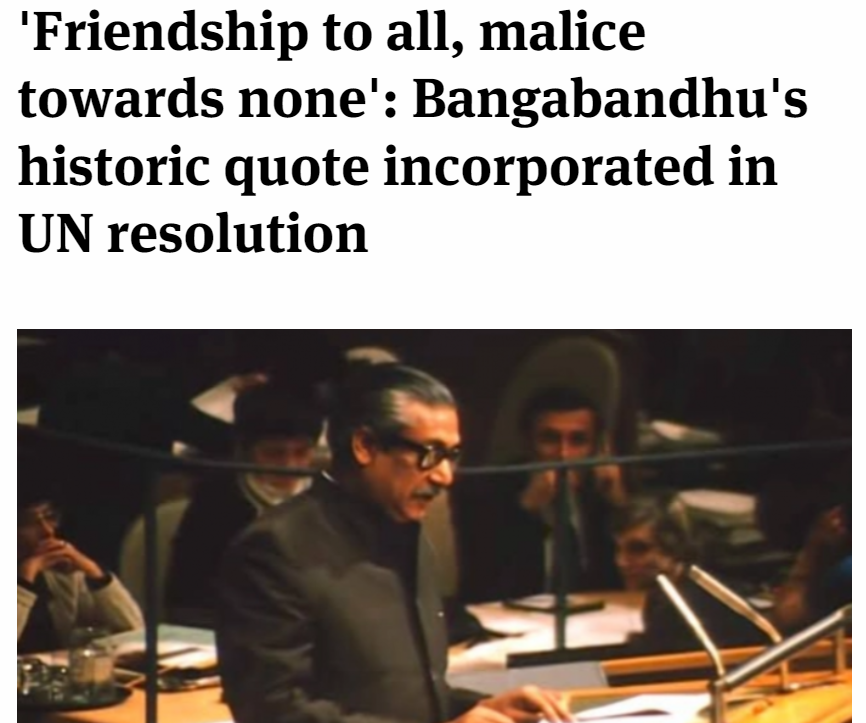 'Friendship to all, malice
towards none': Bangabandhu's
historic quote incorporated in
UN resolution